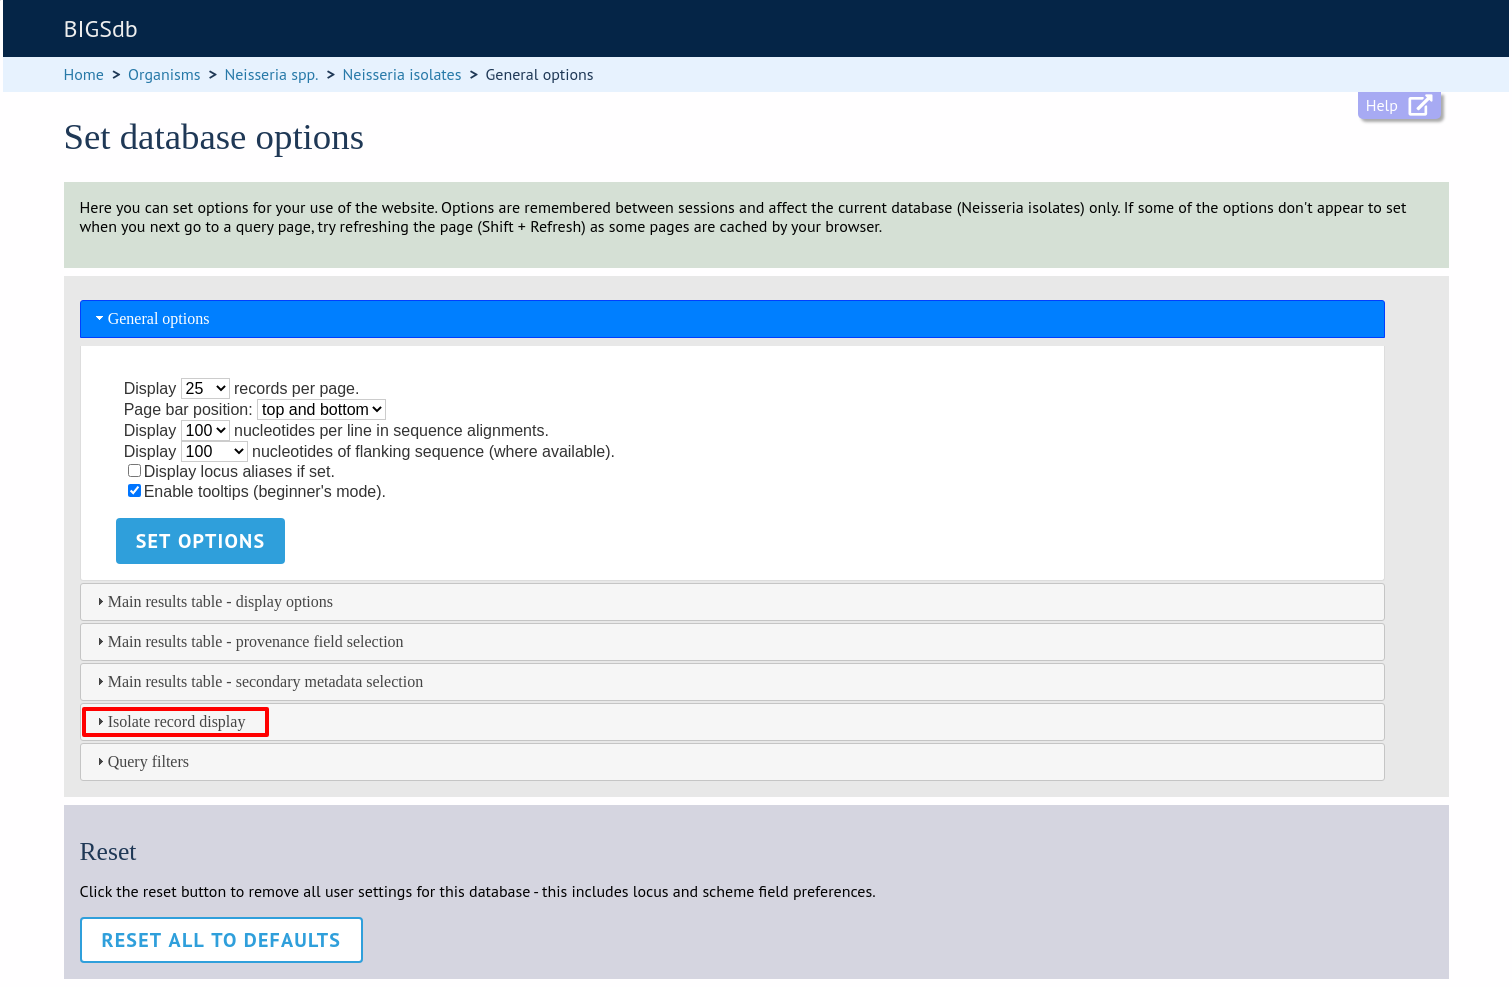 BIGSdb
Home > Organisms > Neisseria spp. > Neisseria isolates > General options
Help
Set database options
Here you can set options for your use of the website. Options are remembered between sessions and affect the current database (Neisseria isolates) only. If some of the options don't appear to set
when you next go to a query page, try refreshing the page (Shift + Refresh) as some pages are cached by your browser.
General options
Display 25 records per page.
Page bar position: top and bottom
Display 100 nucleotides per line in sequence alignments.
Display 100 nucleotides of flanking sequence (where available).
Display locus aliases if set.
Enable tooltips (beginner's mode).
SET OPTIONS
Main results table - display options
Main results table - provenance field selection
Main results table - secondary metadata selection
Isolate record display
Query filters
Reset
Click the reset button to remove all user settings for this database - this includes locus and scheme field preferences.
RESET ALL TO DEFAULTS